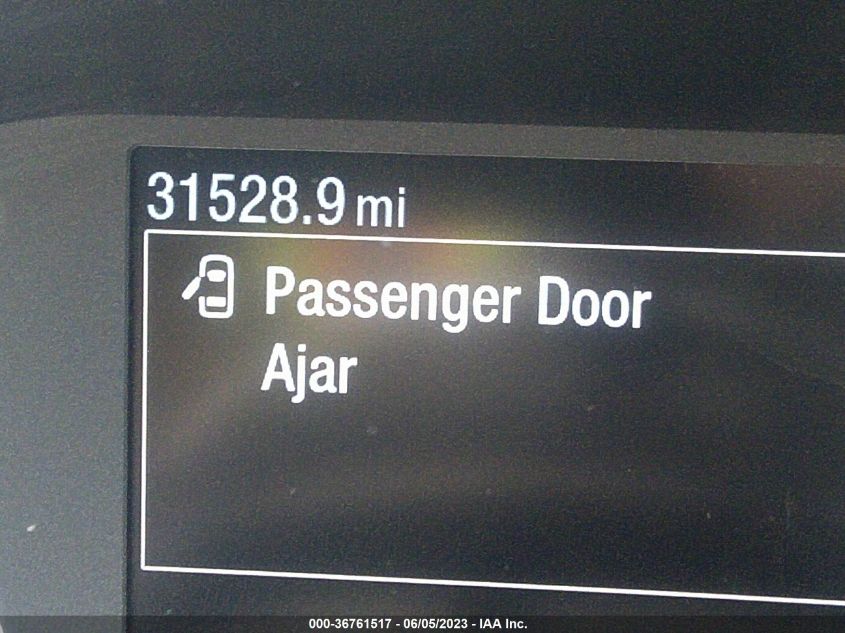 31528.9 mi
Passenger Door
Ajar
000-36761517 - 06/05/2023 - IAA Inc.